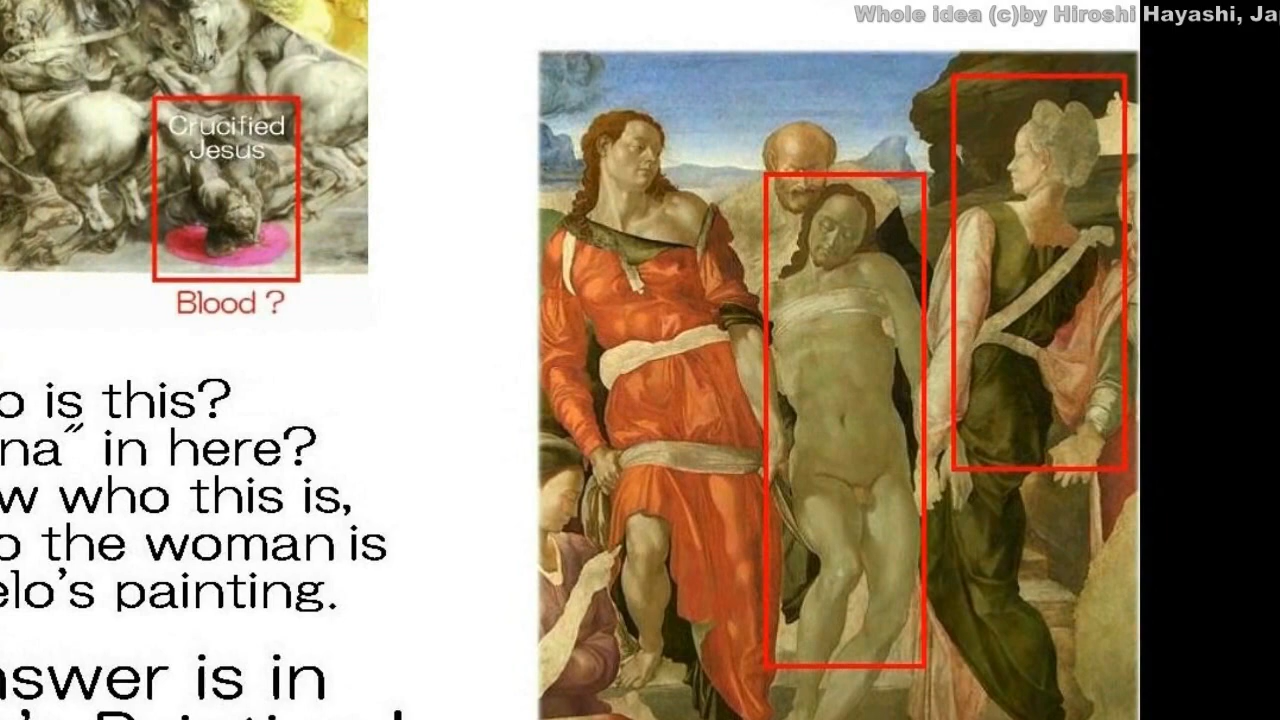 Whole idea (c)by Hiroshi Hayashi, Ja
Crucified
Jesus
Blood ?
o is this?
na″ in here?
w who this is,
o the woman is
elo's painting.
nswer is in